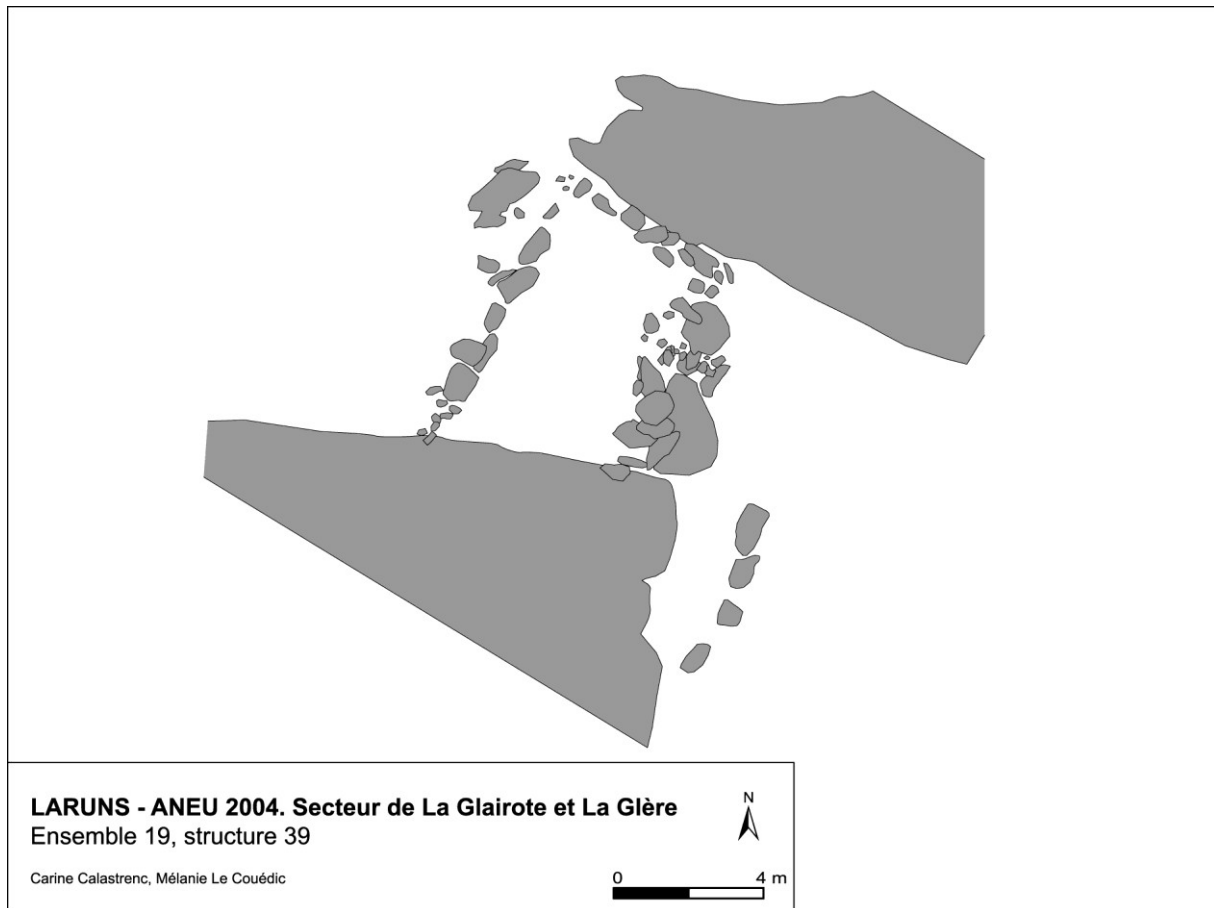 LARUNS - ANEU 2004. Secteur de La Glairote et La Glère
Ensemble 19, structure 39
Carine Calastrenc, Mélanie Le Couédic
N
0 4 m